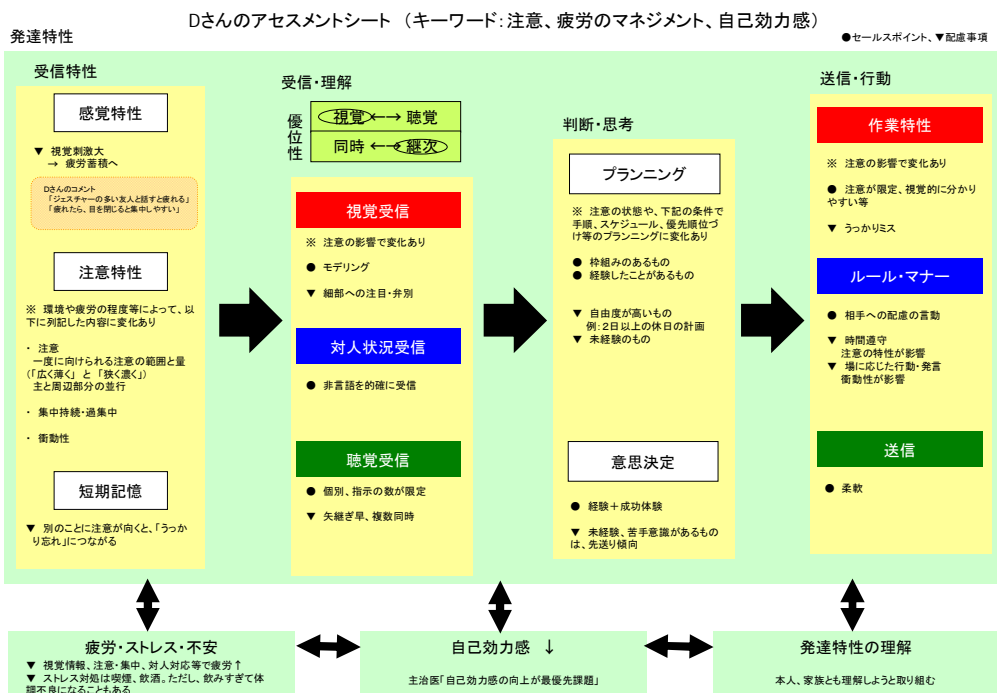 Dさんのアセスメントシート （キーワード：注意、疲労のマネジメント、自己効力感）
発達特性
●セールスポイント、▼配慮事項
受信特性
感覚特性
▼ 視覚刺激大
→ 疲労蓄積へ
Dさんのコメント
「ジェスチャーの多い友人と話すと疲れる」
「疲れたら、目を閉じると集中しやすい」
注意特性
※ 環境や疲労の程度等によって、以
下に列記した内容に変化あり
・ 注意
一度に向けられる注意の範囲と量
（「広く薄く」 と 「狭く濃く」）
主と周辺部分の並行
・ 集中持続・過集中
・ 衝動性
短期記憶
▼ 別のことに注意が向くと、「うっか
り忘れ」につながる
受信・理解
優位性
視覚←→ 聴覚
同時 ←→継次
視覚受信
※ 注意の影響で変化あり
● モデリング
▼ 細部への注目・弁別
対人状況受信
● 非言語を的確に受信
聴覚受信
● 個別、指示の数が限定
▼ 矢継ぎ早、複数同時
判断・思考
プランニング
※ 注意の状態や、下記の条件で
手順、スケジュール、優先順位づ
け等のプランニングに変化あり
● 枠組みのあるもの
● 経験したことがあるもの
▼ 自由度が高いもの
例：2日以上の休日の計画
▼ 未経験のもの
意思決定
● 経験＋成功体験
▼ 未経験、苦手意識があるもの
は、先送り傾向
送信・行動
作業特性
※ 注意の影響で変化あり
● 注意が限定、視覚的に分かり
やすい等
▼ うっかりミス
ルール・マナー
● 相手への配慮の言動
▼ 時間遵守
注意の特性が影響
▼ 場に応じた行動・発言
衝動性が影響
送信
● 柔軟
疲労・ストレス・不安
▼ 視覚情報、注意・集中、対人対応等で疲労↑
▼ ストレス対処は喫煙、飲酒。ただし、飲みすぎて体
調不良になることもある
自己効力感 ↓
主治医「自己効力感の向上が最優先課題」
発達特性の理解
本人、家族とも理解しようと取り組む